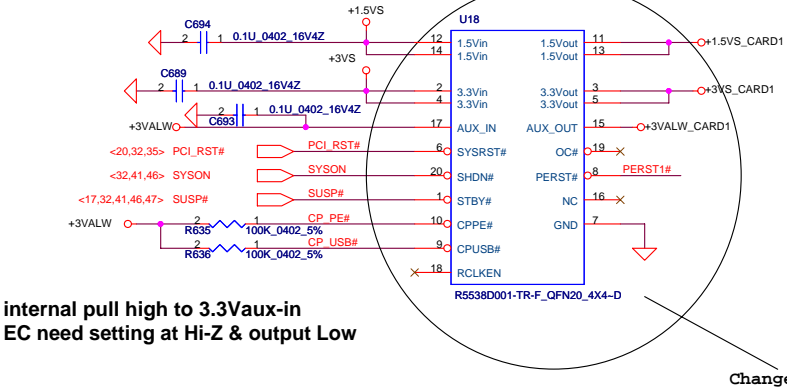 +1.5VS
C694
2 1 0.1U_0402_16V4Z
+3VS
C689
2 1 0.1U_0402_16V4Z
2 1 0.1U_0402_16V4Z
C693
+3VALW
<20,32,35> PCI_RST# PCI_RST#
<32,41,46> SYSON SYSON
<17,32,41,46,47> SUSP# SUSP#
+3VALW
2 1 CP_PE#
R635 100K_0402_5%
2 1 CP_USB#
R636 100K_0402_5%
U18
12 1.5Vin 1.5Vout 11 +1.5VS_CARD1
14 1.5Vin 1.5Vout 13
2 3.3Vin 3.3Vout 3 +3VS_CARD1
4 3.3Vin 3.3Vout 5
17 AUX_IN AUX_OUT 15 +3VALW_CARD1
6 SYSRST# OC# 19
20 SHDN# PERST# 8 PERST1#
1 STBY# NC 16
10 CPPE# GND 7
9 CPUSB#
18 RCLKEN
R5538D001-TR-F_QFN20_4X4~D
internal pull high to 3.3Vaux-in
EC need setting at Hi-Z & output Low
Change